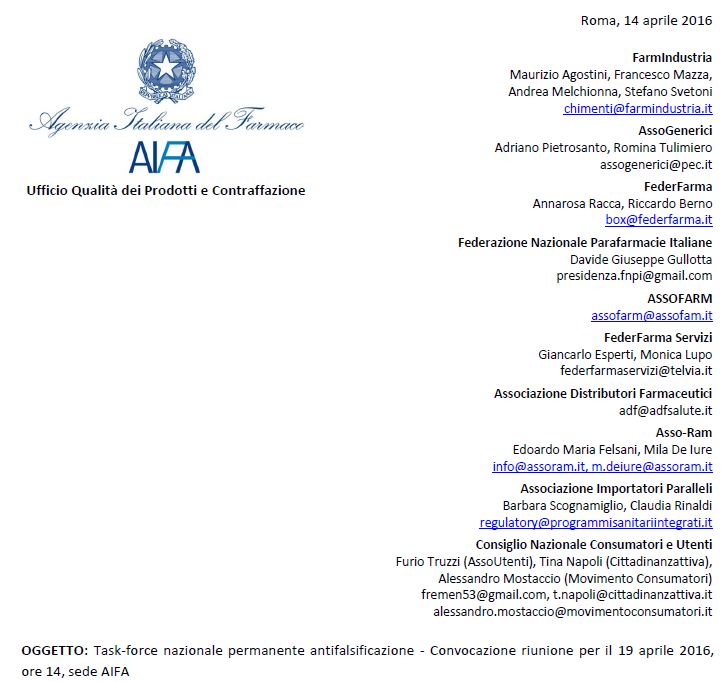 Roma, 14 aprile 2016
Agenzia Italiana del Farmaco
AIFA
Ufficio Qualità dei Prodotti e Contraffazione
FarmIndustria
Maurizio Agostini, Francesco Mazza,
Andrea Melchionna, Stefano Svetoni
chimenti@farmindustria.it
AssoGenerici
Adriano Pietrosanto, Romina Tulimiero
assogenerici@pec.it
FederFarma
Annarosa Racca, Riccardo Berno
box@federfarma.it
Federazione Nazionale Parafarmacie Italiane
Davide Giuseppe Gullotta
presidenza.fnpi@gmail.com
ASSOFARM
assofarm@assofam.it
FederFarma Servizi
Giancarlo Esperti, Monica Lupo
federfarmaservizi@telvia.it
Associazione Distributori Farmaceutici
adf@adfsalute.it
Asso-Ram
Edoardo Maria Felsani, Mila De Iure
info@assoram.it, m.deiure@assoram.it
Associazione Importatori Paralleli
Barbara Scognamiglio, Claudia Rinaldi
regulatory@programmisanitariintegrati.it
Consiglio Nazionale Consumatori e Utenti
Furio Truzzi (AssoUtenti), Tina Napoli (Cittadinanzattiva),
Alessandro Mostaccio (Movimento Consumatori)
fremen53@gmail.com, t.napoli@cittadinanzattiva.it
alessandro.mostaccio@movimentoconsumatori.it
OGGETTO: Task-force nazionale permanente antifalsificazione - Convocazione riunione per il 19 aprile 2016,
ore 14, sede AIFA